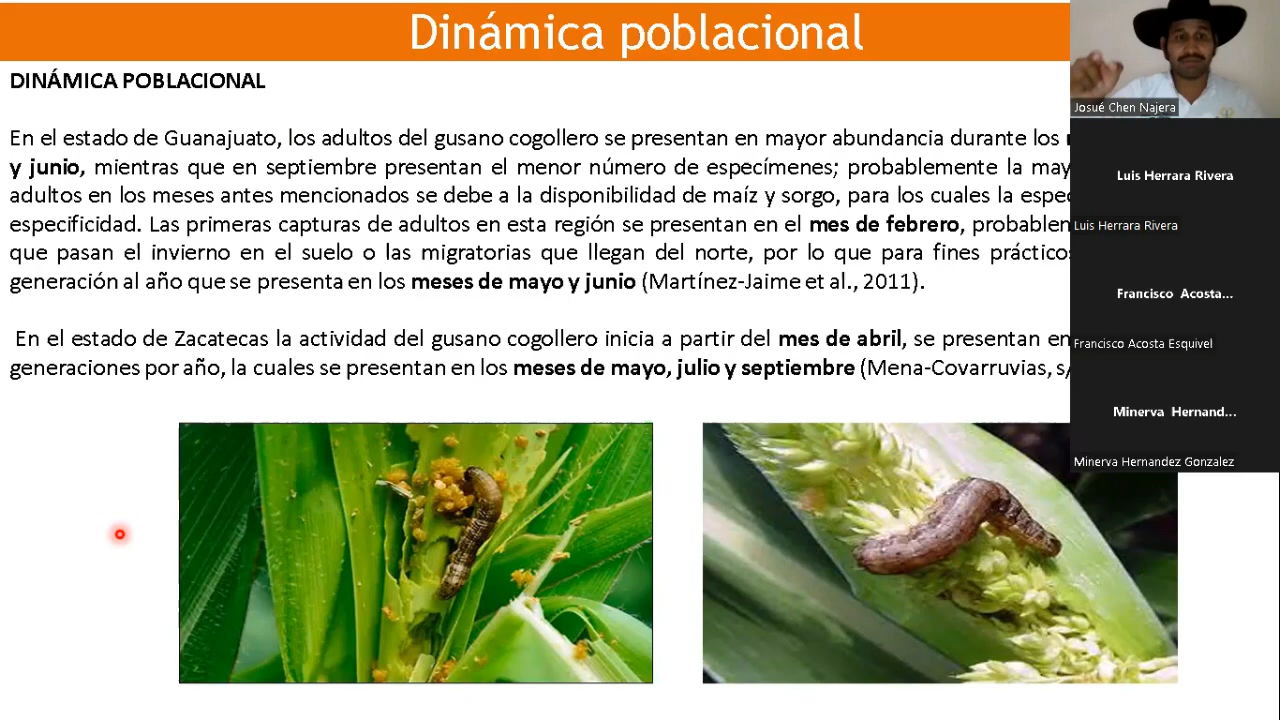 Dinámica poblacional
DINÁMICA POBLACIONAL
En el estado de Guanajuato, los adultos del gusano cogollero se presentan en mayor abundancia durante los
y junio, mientras que en septiembre presentan el menor número de especímenes; probablemente la
adultos en los meses antes mencionados se debe a la disponibilidad de maíz y sorgo, para los cuales la
especificidad. Las primeras capturas de adultos en esta región se presentan en el mes de febrero,
que pasan el invierno en el suelo o las migratorias que llegan del norte, por lo que para fines
generación al año que se presenta en los meses de mayo y junio (Martínez-Jaime et al., 2011).
En el estado de Zacatecas la actividad del gusano cogollero inicia a partir del mes de abril, se presentan en
generaciones por año, la cuales se presentan en los meses de mayo, julio y septiembre (Mena-Covarruvias,
Josué Chen Najera
Luis Herrara Rivera
Luis Herrara Rivera
Francisco Acosta...
Francisco Acosta Esquivel
Minerva Hernand...
Minerva Hernandez Gonzalez